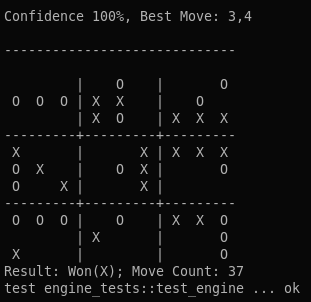 Confidence 100%, Best Move: 3,4
-----------------------------
         |    O    |       O
 O  O  O | X  X    |    O
         | X  O    | X  X  X
---------+---------+---------
 X       |       X | X  X  X
 O  X    |    O  X |       O
 O     X |       X |
---------+---------+---------
 O  O  O |    O    | X  X  O
         | X       |       O
 X       |         |       O
Result: Won(X); Move Count: 37
test engine_tests::test_engine ... ok